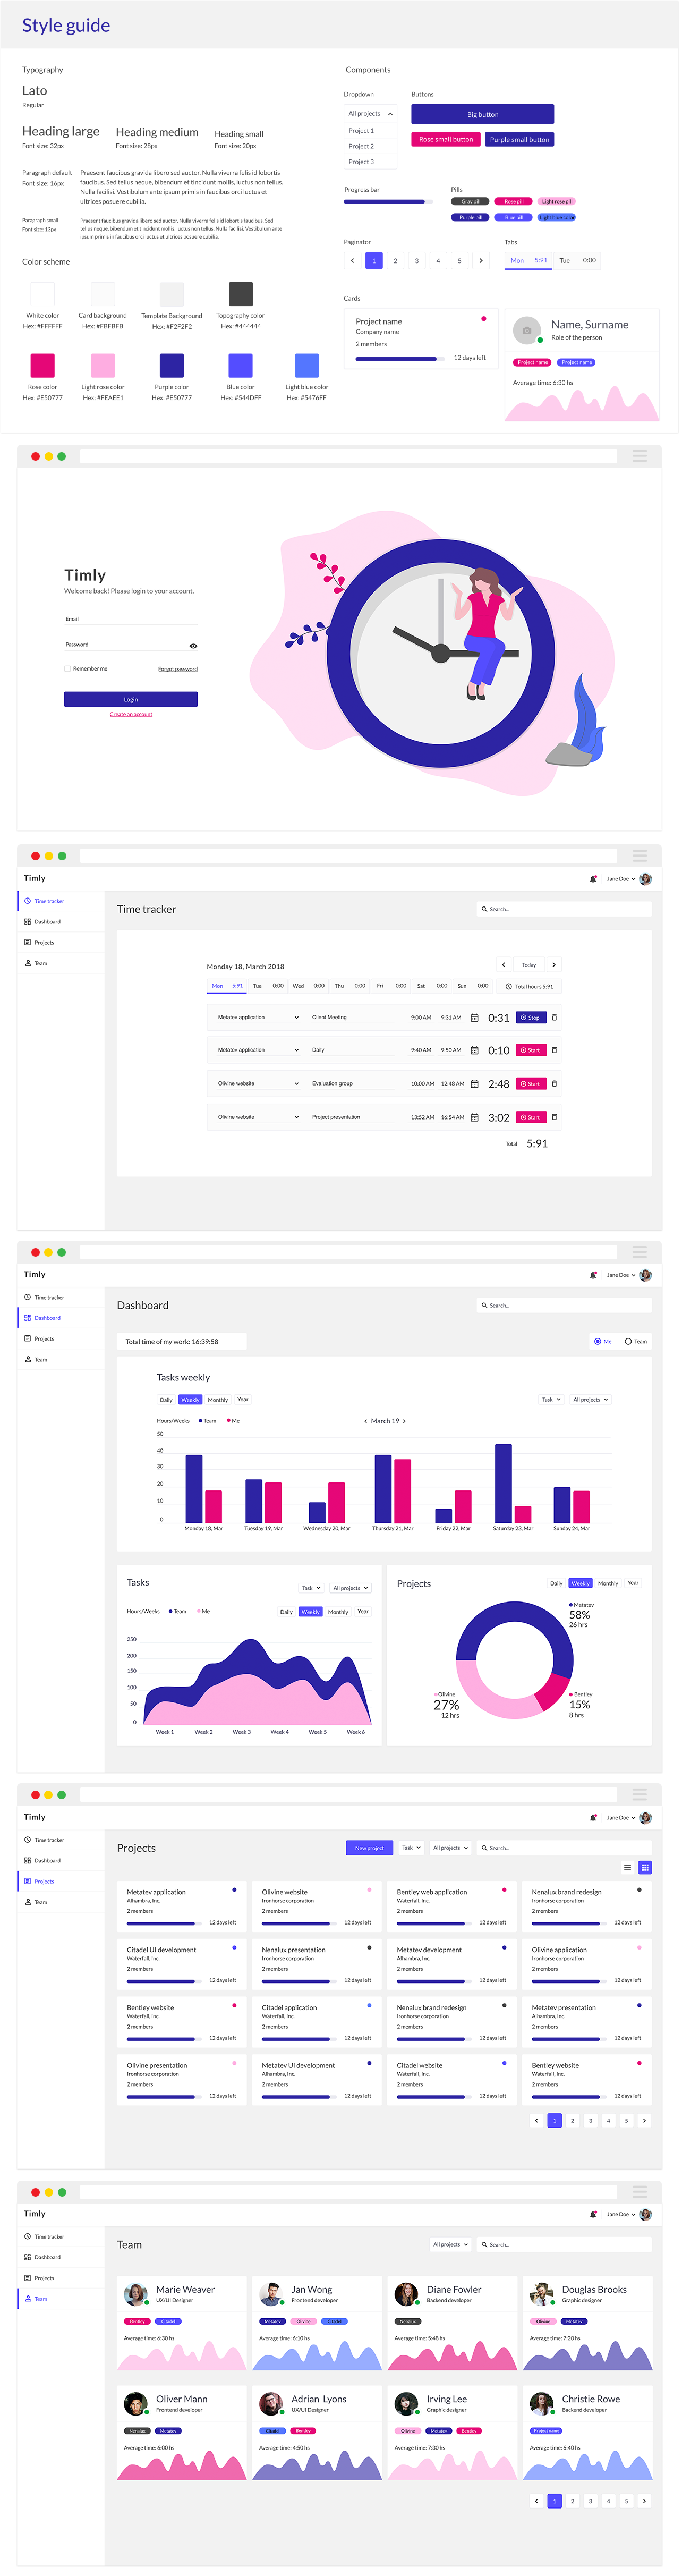 Style guide
Typography
Lato
Regular
Heading large
Font size: 32px
Heading medium
Font size: 28px
Heading small
Font size: 20px
Paragraph default
Font size: 16px
Praesent faucibus gravida libero sed auctor. Nulla viverra felis id lobortis
faucibus. Sed tellus neque, bibendum et tincidunt mollis, luctus non tellus.
Nulla facilisi. Vestibulum ante ipsum primis in faucibus orci luctus et
ultrices posuere cubilia.
Paragraph small
Font size: 13px
Praesent faucibus gravida libero sed auctor. Nulla viverra felis id lobortis faucibus. Sed
tellus neque, bibendum et tincidunt mollis, luctus non tellus. Nulla facilisi. Vestibulum ante
ipsum primis in faucibus orci luctus et ultrices posuere cubilia.
Color scheme
White color
Hex: #FFFFFF
Card background
Hex: #FBFBFB
Template Background
Hex: #F2F2F2
Topography color
Hex: #444444
Rose color
Hex: #E50777
Light rose color
Hex: #FEAEE1
Purple color
Hex: #E50777
Blue color
Hex: #544DFF
Light blue color
Hex: #5476FF
Components
Dropdown
All projects
Project 1
Project 2
Project 3
Buttons
Big button
Rose small button
Purple small button
Progress bar
Pills
Gray pill
Rose pill
Light rose pill
Purple pill
Blue pill
Light blue color
Paginator
1 2 3 4 5
Tabs
Mon 5:91 Tue 0:00
Cards
Project name
Company name
2 members
12 days left
Name, Surname
Role of the person
Project name
Project name
Average time: 6:30 hs
Timly
Welcome back! Please login to your account.
Email
Password
Remember me
Forgot password
Login
Create an account
Timly
Jane Doe
Time tracker
Dashboard
Projects
Team
Time tracker
Search...
Monday 18, March 2018
Today
Mon 5:91 Tue 0:00 Wed 0:00 Thu 0:00 Fri 0:00 Sat 0:00 Sun 0:00
Total hours 5:91
Metatev application Client Meeting 9:00 AM 9:31 AM 0:31 Stop
Metatev application Daily 9:40 AM 9:50 AM 0:10 Start
Olivine website Evaluation group 10:00 AM 12:48 AM 2:48 Start
Olivine website Project presentation 13:52 AM 16:54 AM 3:02 Start
Total 5:91
Timly
Jane Doe
Time tracker
Dashboard
Projects
Team
Dashboard
Search...
Total time of my work: 16:39:58
Me Team
Tasks weekly
Daily Weekly Monthly Year
Task All projects
Hours/Weeks Team Me
March 19
50
40
30
20
10
0
Monday 18, Mar Tuesday 19, Mar Wednesday 20, Mar Thursday 21, Mar Friday 22, Mar Saturday 23, Mar Sunday 24, Mar
Tasks
Task All projects
Hours/Weeks Team Me
Daily Weekly Monthly Year
250
200
150
100
50
0
Week 1 Week 2 Week 3 Week 4 Week 5 Week 6
Projects
Daily Weekly Monthly Year
Metatev
58%
26 hrs
Olivine
27%
12 hrs
Bentley
15%
8 hrs
Timly
Jane Doe
Time tracker
Dashboard
Projects
Team
Projects
New project
Task
All projects
Search...
Metatev application
Alhambra, Inc.
2 members
12 days left
Olivine website
Ironhorse corporation
2 members
12 days left
Bentley web application
Waterfall, Inc.
2 members
12 days left
Nenalux brand redesign
Ironhorse corporation
2 members
12 days left
Citadel UI development
Waterfall, Inc.
2 members
12 days left
Nenalux presentation
Ironhorse corporation
2 members
12 days left
Metatev development
Alhambra, Inc.
2 members
12 days left
Olivine application
Ironhorse corporation
2 members
12 days left
Bentley website
Waterfall, Inc.
2 members
12 days left
Citadel application
Waterfall, Inc.
2 members
12 days left
Nenalux brand redesign
Ironhorse corporation
2 members
12 days left
Metatev presentation
Alhambra, Inc.
2 members
12 days left
Olivine presentation
Ironhorse corporation
2 members
12 days left
Metatev UI development
Alhambra, Inc.
2 members
12 days left
Citadel website
Waterfall, Inc.
2 members
12 days left
Bentley website
Waterfall, Inc.
2 members
12 days left
1 2 3 4 5
Timly
Jane Doe
Time tracker
Dashboard
Projects
Team
Team
All projects
Search...
Marie Weaver
UX/UI Designer
Bentley Citadel
Average time: 6:30 hs
Jan Wong
Frontend developer
Metatev Olivine Citadel
Average time: 6:10 hs
Diane Fowler
Backend developer
Nenalux
Average time: 5:48 hs
Douglas Brooks
Graphic designer
Olivine Metatev
Average time: 7:20 hs
Oliver Mann
Frontend developer
Nenalux Metatev
Average time: 6:00 hs
Adrian Lyons
UX/UI Designer
Citadel Bentley
Average time: 4:50 hs
Irving Lee
Graphic designer
Olivine Metatev Bentley
Average time: 7:30 hs
Christie Rowe
Backend developer
Project name
Average time: 6:40 hs
1 2 3 4 5